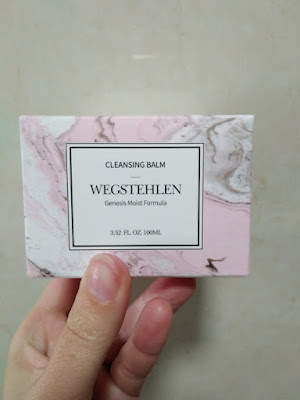 CLEANSING BALM
WEGSTEHLEN
Genesis Moist Formula
3.52 FL. OZ, 100ML